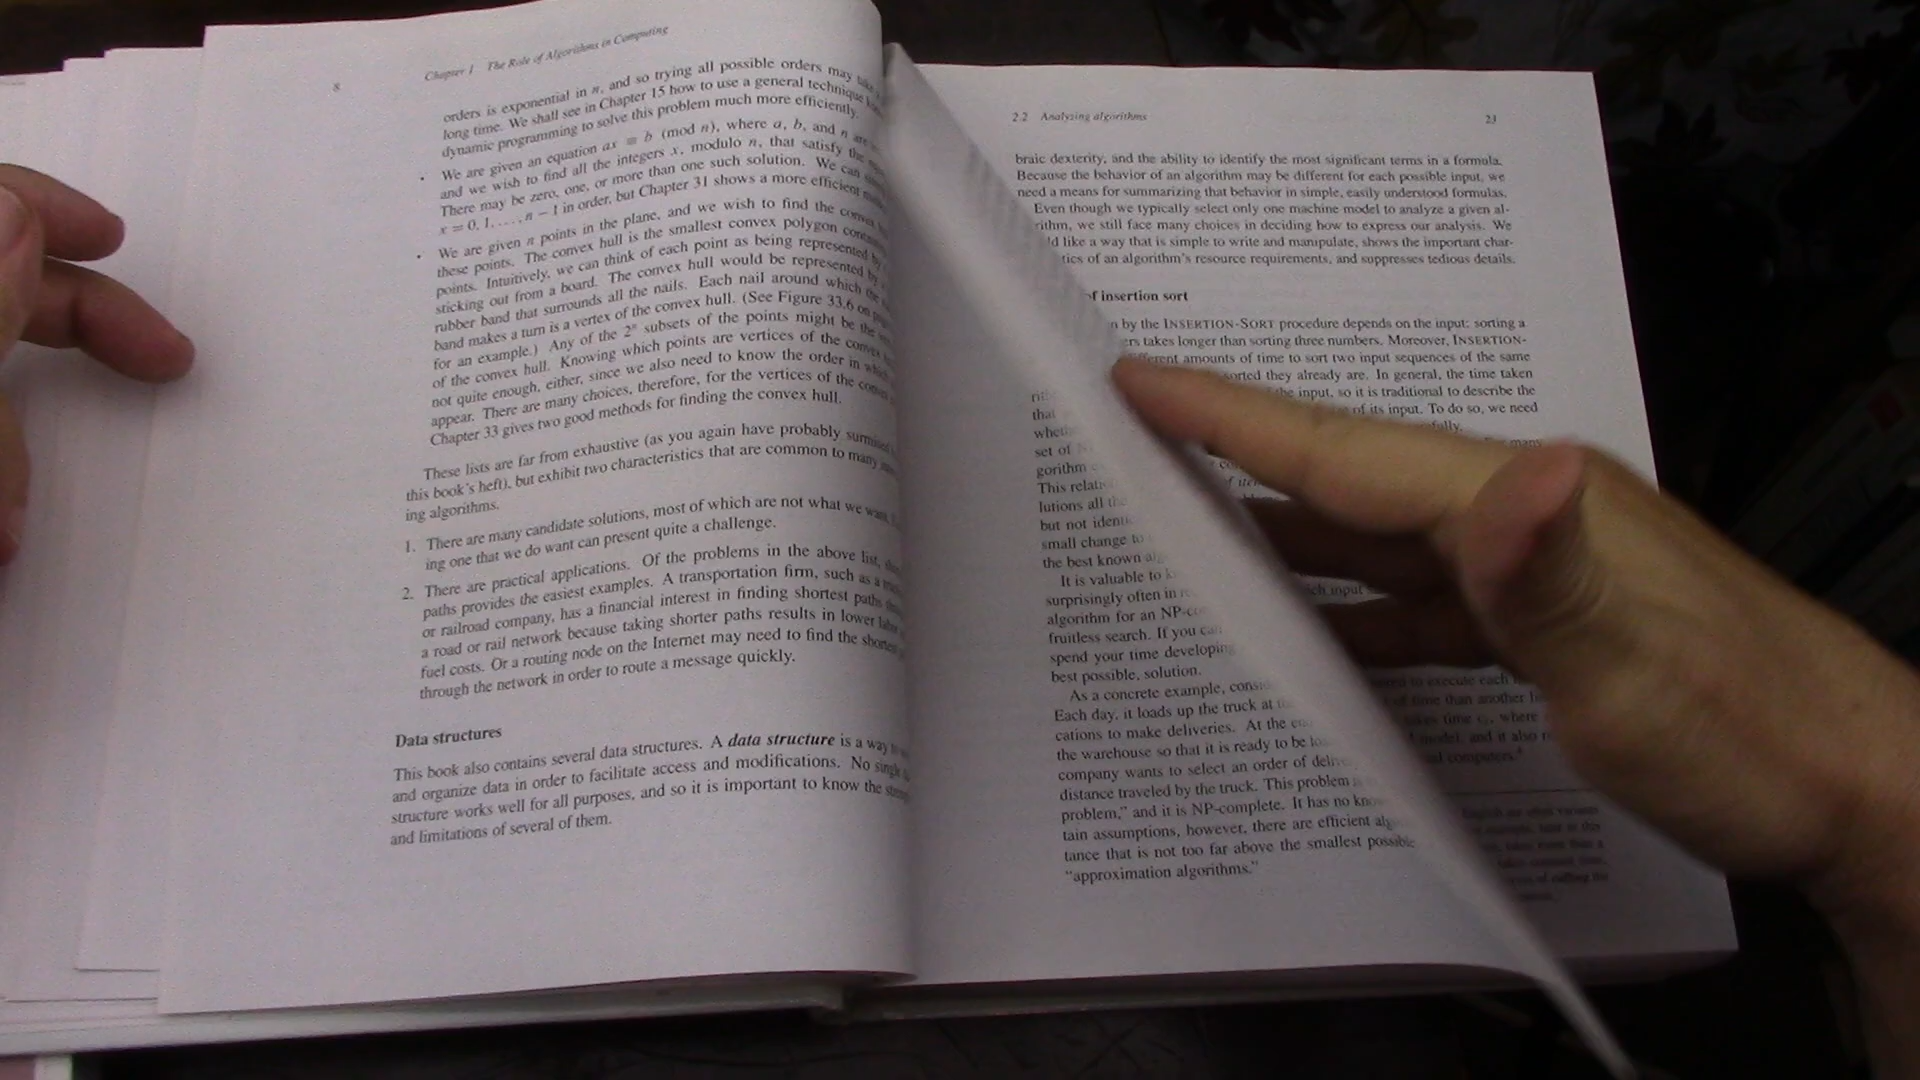 8
Chapter 1 The Role of Algorithms in Computing
orders is exponential in n, and so trying all possible orders may
long time. We shall see in Chapter 15 how to use a general technique
dynamic programming to solve this problem much more efficiently.
• We are given an equation ax ≡ b (mod n), where a, b, and n are
and we wish to find all the integers x, modulo n, that satisfy the
There may be zero, one, or more than one such solution. We can
x = 0, 1, . . . , n − 1 in order, but Chapter 31 shows a more efficient
• We are given n points in the plane, and we wish to find the convex
these points. The convex hull is the smallest convex polygon
points. Intuitively, we can think of each point as being represented by
sticking out from a board. The convex hull would be represented by
rubber band that surrounds all the nails. Each nail around which the
band makes a turn is a vertex of the convex hull. (See Figure 33.6 on
for an example.) Any of the 2ⁿ subsets of the points might be the
of the convex hull. Knowing which points are vertices of the
not quite enough, either, since we also need to know the order in which
appear. There are many choices, therefore, for the vertices of the
Chapter 33 gives two good methods for finding the convex hull.
These lists are far from exhaustive (as you again have probably
this book's heft), but exhibit two characteristics that are common to many
ing algorithms.
1. There are many candidate solutions, most of which are not what we want.
ing one that we do want can present quite a challenge.
2. There are practical applications. Of the problems in the above list,
paths provides the easiest examples. A transportation firm, such as a
or railroad company, has a financial interest in finding shortest paths
a road or rail network because taking shorter paths results in lower
fuel costs. Or a routing node on the Internet may need to find the shortest
through the network in order to route a message quickly.
Data structures
This book also contains several data structures. A data structure is a way
and organize data in order to facilitate access and modifications. No single
structure works well for all purposes, and so it is important to know the
and limitations of several of them.
2.2 Analyzing algorithms 23
braic dexterity, and the ability to identify the most significant terms in a formula.
Because the behavior of an algorithm may be different for each possible input, we
need a means for summarizing that behavior in simple, easily understood formulas.
Even though we typically select only one machine model to analyze a given al-
rithm, we still face many choices in deciding how to express our analysis. We
ld like a way that is simple to write and manipulate, shows the important char-
tics of an algorithm's resource requirements, and suppresses tedious details.
of insertion sort
by the INSERTION-SORT procedure depends on the input: sorting a
ers takes longer than sorting three numbers. Moreover, INSERTION-
fferent amounts of time to sort two input sequences of the same
sorted they already are. In general, the time taken
the input, so it is traditional to describe the
of its input. To do so, we need
that
set of
gorithm
This
lutions all
but not
small change to
the best known
It is valuable to
surprisingly often in
algorithm for an
fruitless search. If you
spend your time developing
best possible, solution.
As a concrete example,
Each day, it loads up the truck at
cations to make deliveries. At the
the warehouse so that it is ready to be
company wants to select an order of
distance traveled by the truck. This problem
problem," and it is NP-complete. It has no
tain assumptions, however, there are efficient
tance that is not too far above the smallest possible
"approximation algorithms."
to execute each
of time than another
takes time
model, and it also
computers.